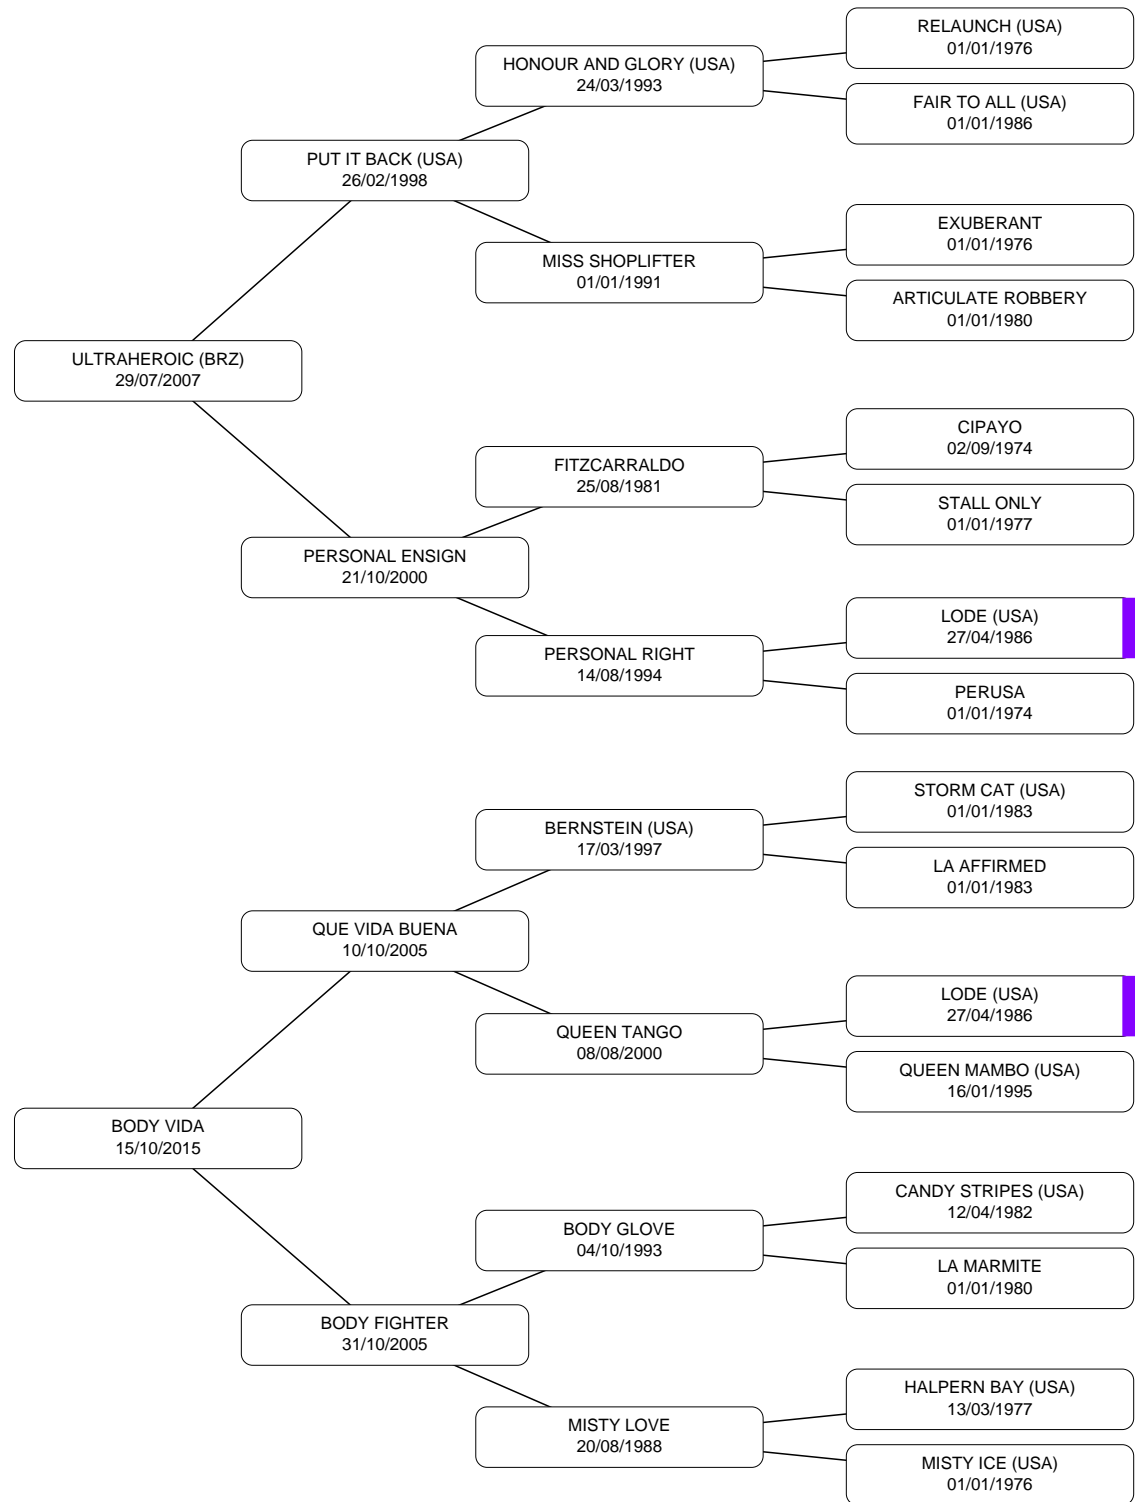 RELAUNCH (USA)
01/01/1976
HONOUR AND GLORY (USA)
24/03/1993
FAIR TO ALL (USA)
01/01/1986
PUT IT BACK (USA)
26/02/1998
EXUBERANT
01/01/1976
MISS SHOPLIFTER
01/01/1991
ARTICULATE ROBBERY
01/01/1980
ULTRAHEROIC (BRZ)
29/07/2007
CIPAYO
02/09/1974
FITZCARRALDO
25/08/1981
STALL ONLY
01/01/1977
PERSONAL ENSIGN
21/10/2000
LODE (USA)
27/04/1986
PERSONAL RIGHT
14/08/1994
PERUSA
01/01/1974
STORM CAT (USA)
01/01/1983
BERNSTEIN (USA)
17/03/1997
LA AFFIRMED
01/01/1983
QUE VIDA BUENA
10/10/2005
LODE (USA)
27/04/1986
QUEEN TANGO
08/08/2000
QUEEN MAMBO (USA)
16/01/1995
BODY VIDA
15/10/2015
CANDY STRIPES (USA)
12/04/1982
BODY GLOVE
04/10/1993
LA MARMITE
01/01/1980
BODY FIGHTER
31/10/2005
HALPERN BAY (USA)
13/03/1977
MISTY LOVE
20/08/1988
MISTY ICE (USA)
01/01/1976